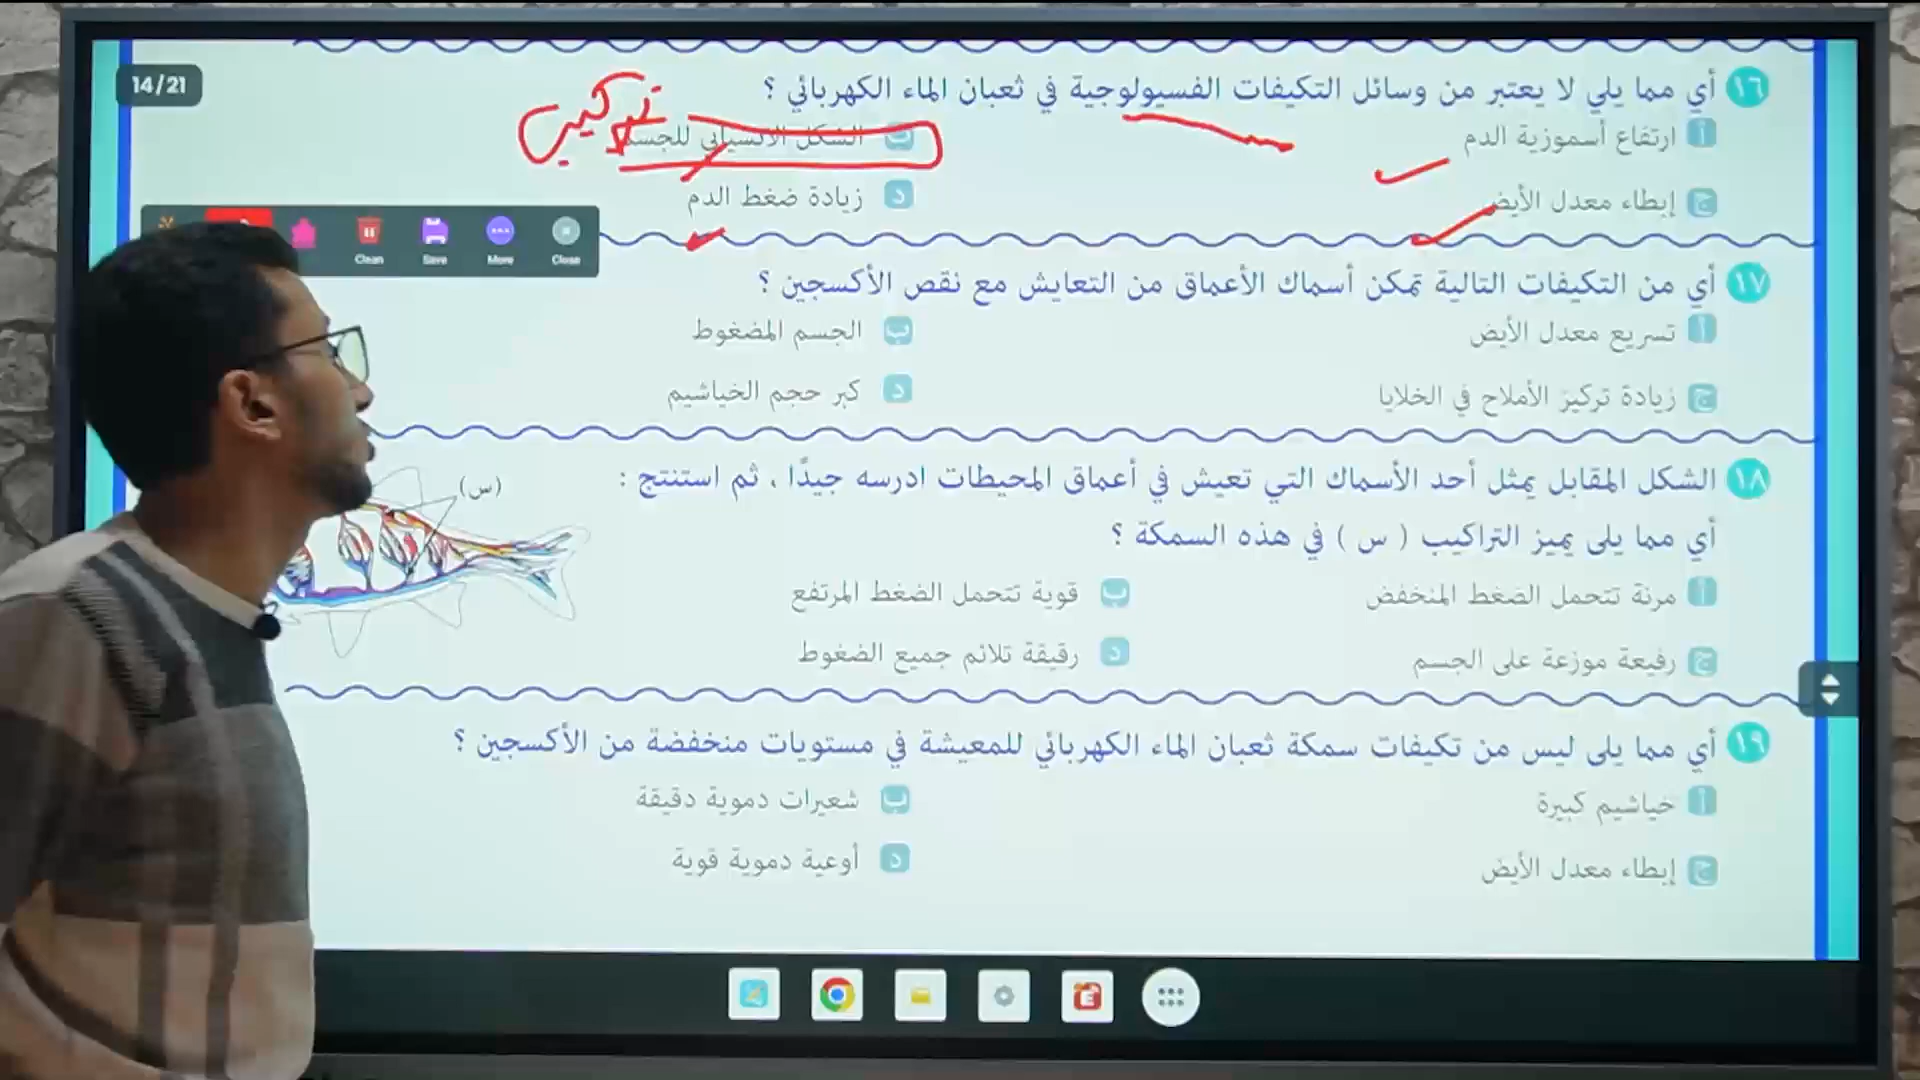 14/21
١٦ أي مما يلي لا يعتبر من وسائل التكيفات الفسيولوجية في ثعبان الماء الكهربائي ؟
تركيب
أ ارتفاع أسموزية الدم
ب الشكل الانسيابي للجسم
ج إبطاء معدل الأيض
د زيادة ضغط الدم
Clean
Save
More
Close
١٧ أي من التكيفات التالية تمكن أسماك الأعماق من التعايش مع نقص الأكسجين ؟
أ تسريع معدل الأيض
ب الجسم المضغوط
ج زيادة تركيز الأملاح في الخلايا
د كبر حجم الخياشيم
١٨ الشكل المقابل يمثل أحد الأسماك التي تعيش في أعماق المحيطات ادرسه جيدًا ، ثم استنتج :
(س)
أي مما يلى يميز التراكيب ( س ) في هذه السمكة ؟
أ مرنة تتحمل الضغط المنخفض
ب قوية تتحمل الضغط المرتفع
ج رفيعة موزعة على الجسم
د رقيقة تلائم جميع الضغوط
١٩ أي مما يلى ليس من تكيفات سمكة ثعبان الماء الكهربائي للمعيشة في مستويات منخفضة من الأكسجين ؟
أ خياشيم كبيرة
ب شعيرات دموية دقيقة
ج إبطاء معدل الأيض
د أوعية دموية قوية